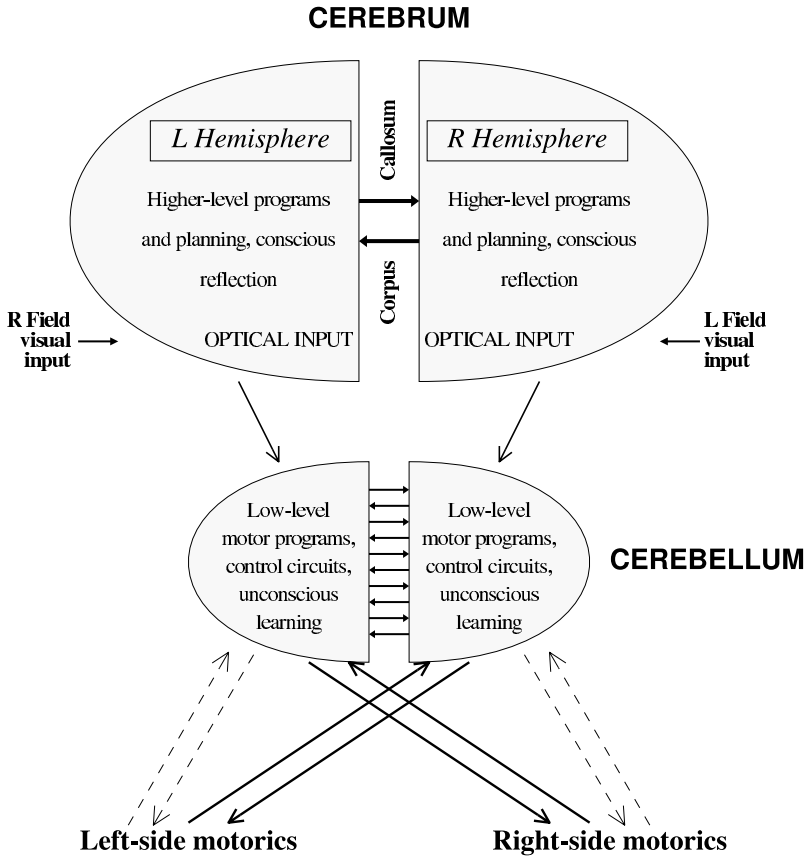 CEREBRUM
L Hemisphere
Higher-level programs
and planning, conscious
reflection
OPTICAL INPUT
R Field
visual
input
Callosum
Corpus
R Hemisphere
Higher-level programs
and planning, conscious
reflection
OPTICAL INPUT
L Field
visual
input
Low-level
motor programs,
control circuits,
unconscious
learning
Low-level
motor programs,
control circuits,
unconscious
learning
CEREBELLUM
Left-side motorics
Right-side motorics